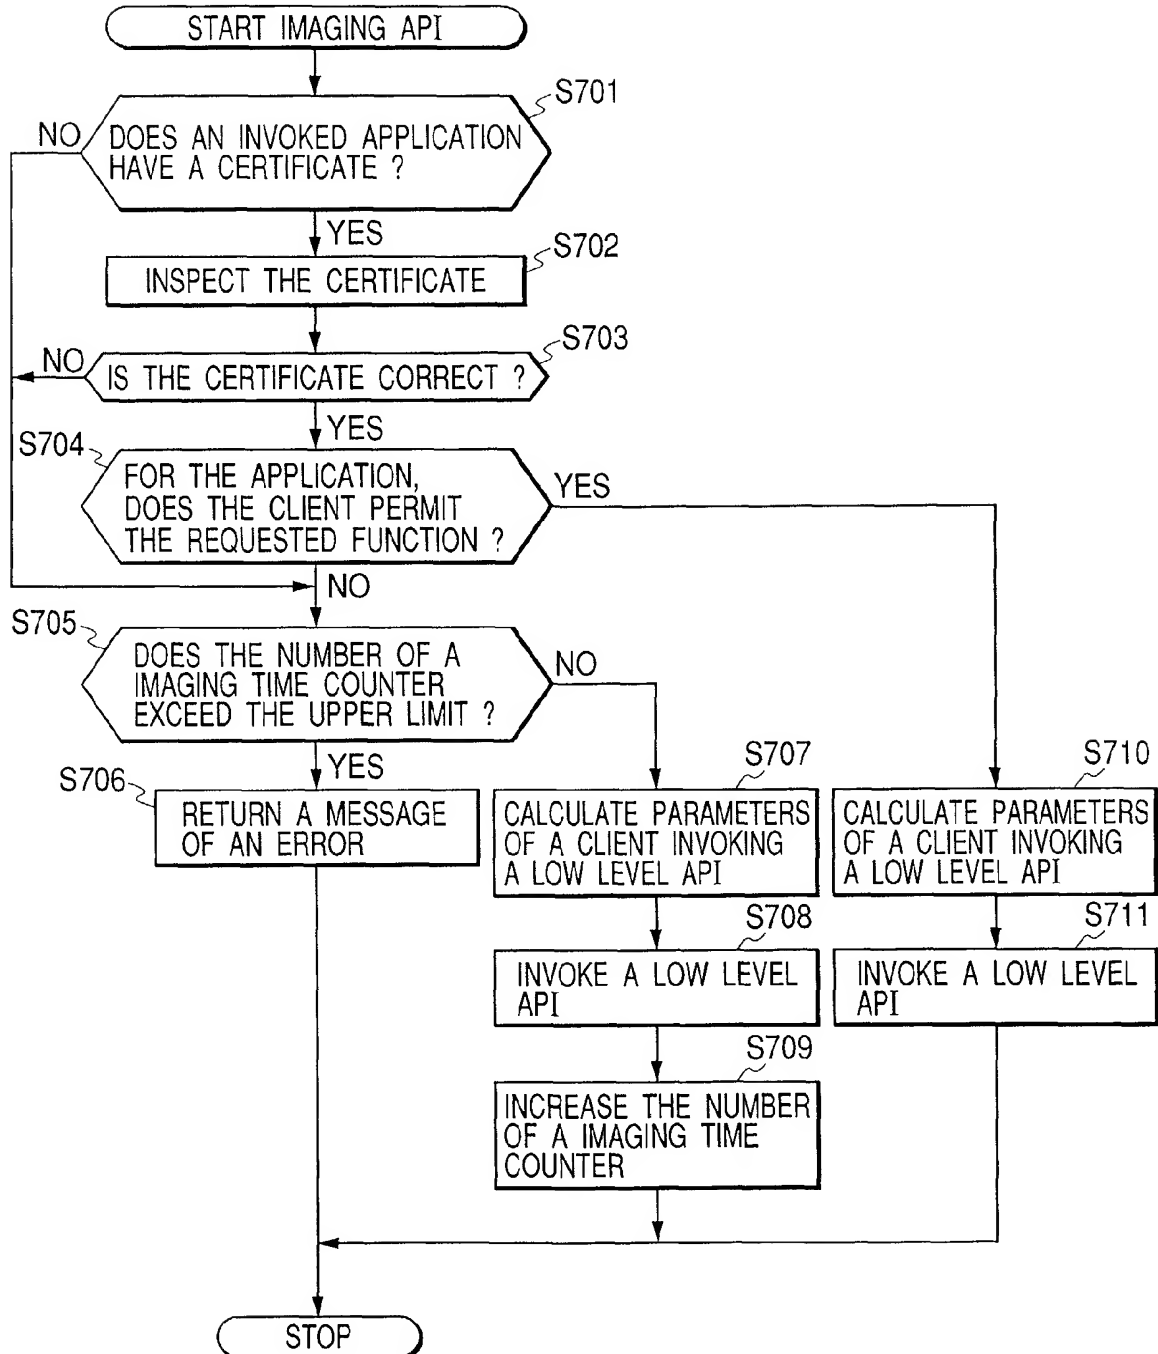 START IMAGING API
S701
NO
DOES AN INVOKED APPLICATION
HAVE A CERTIFICATE ?
YES
S702
INSPECT THE CERTIFICATE
S703
NO
IS THE CERTIFICATE CORRECT ?
YES
S704
FOR THE APPLICATION,
DOES THE CLIENT PERMIT
THE REQUESTED FUNCTION ?
YES
NO
S705
DOES THE NUMBER OF A
IMAGING TIME COUNTER
EXCEED THE UPPER LIMIT ?
NO
YES
S706
RETURN A MESSAGE
OF AN ERROR
S707
CALCULATE PARAMETERS
OF A CLIENT INVOKING
A LOW LEVEL API
S710
CALCULATE PARAMETERS
OF A CLIENT INVOKING
A LOW LEVEL API
S708
INVOKE A LOW LEVEL
API
S711
INVOKE A LOW LEVEL
API
S709
INCREASE THE NUMBER
OF A IMAGING TIME
COUNTER
STOP